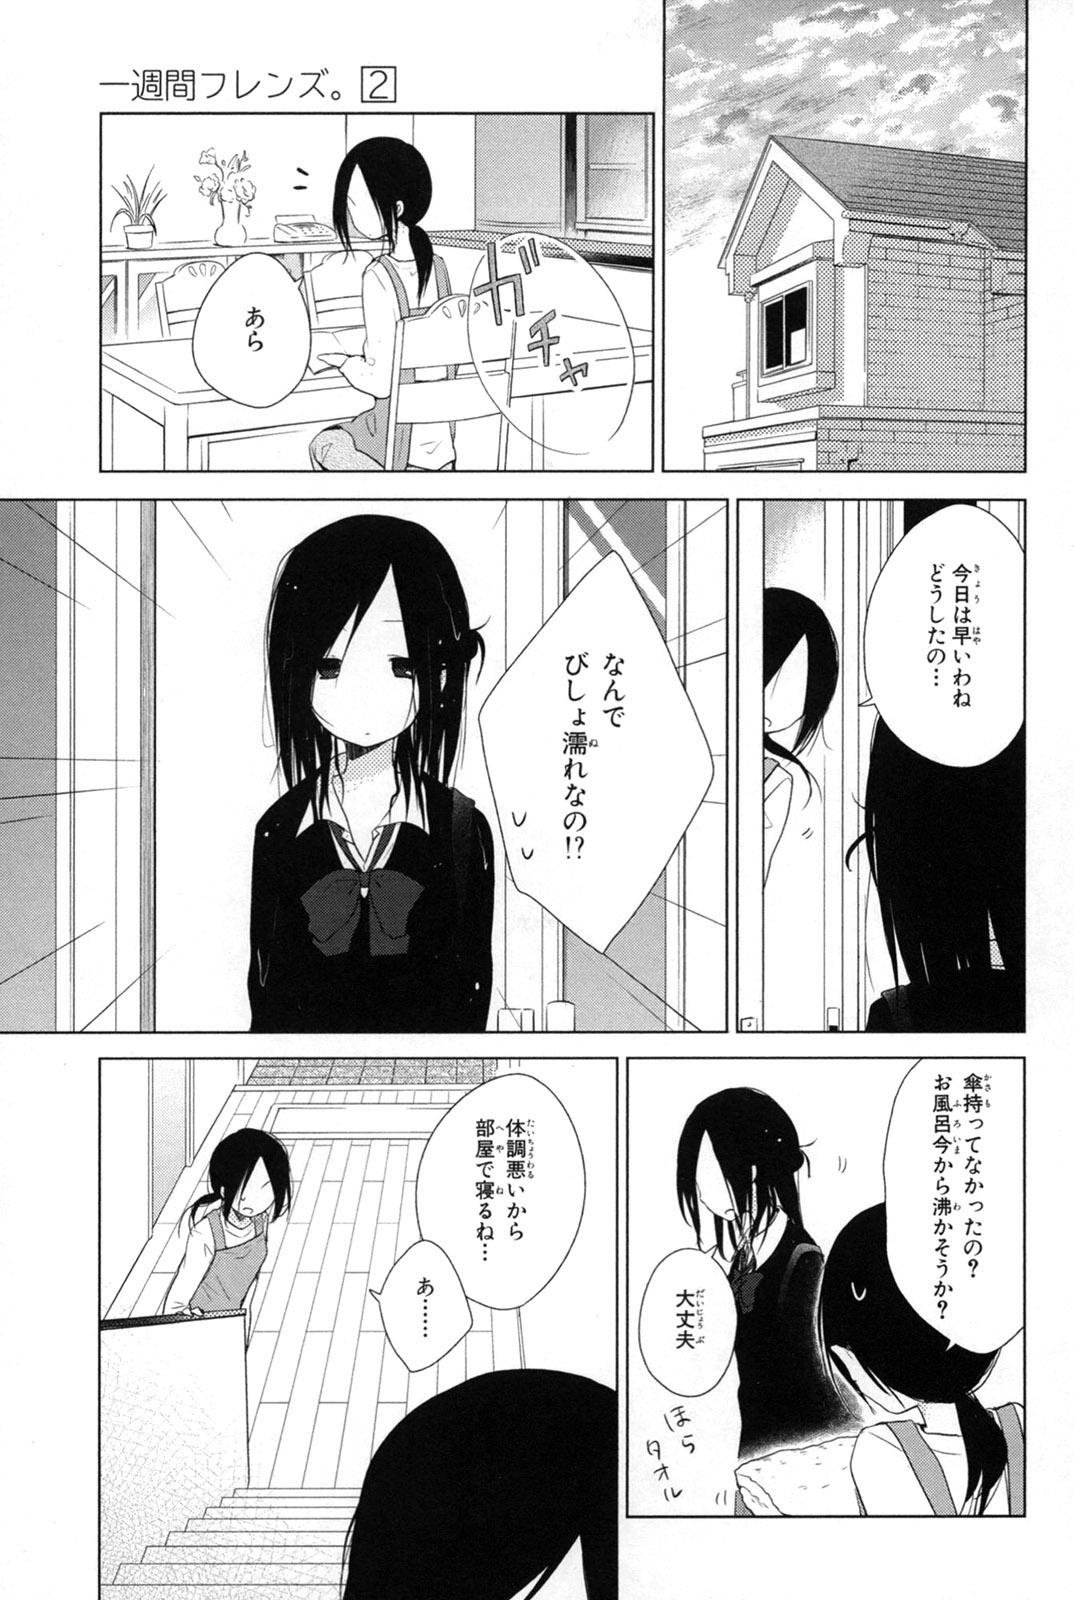 一週間フレンズ。2
ガチャ
あら
今日は早いわね
どうしたの…
なんで
びしょ濡れなの!?
傘持ってなかったの?
お風呂今から沸かそうか?
大丈夫
ほら
タオル
体調悪いから
部屋で寝るね…
あ……